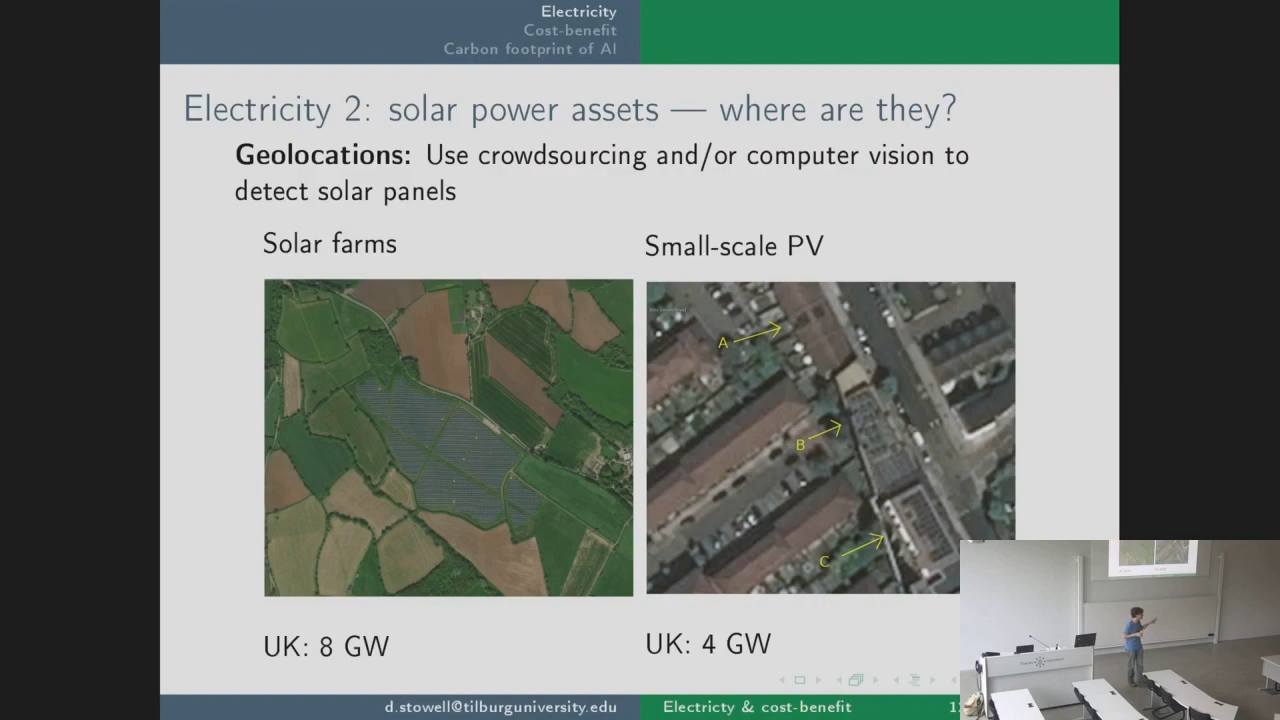 Electricity
Cost-benefit
Carbon footprint of AI
Electricity 2: solar power assets — where are they?
Geolocations: Use crowdsourcing and/or computer vision to
detect solar panels
Solar farms
Small-scale PV
A
B
C
UK: 8 GW
UK: 4 GW
d.stowell@tilburguniversity.edu
Electricty & cost-benefit